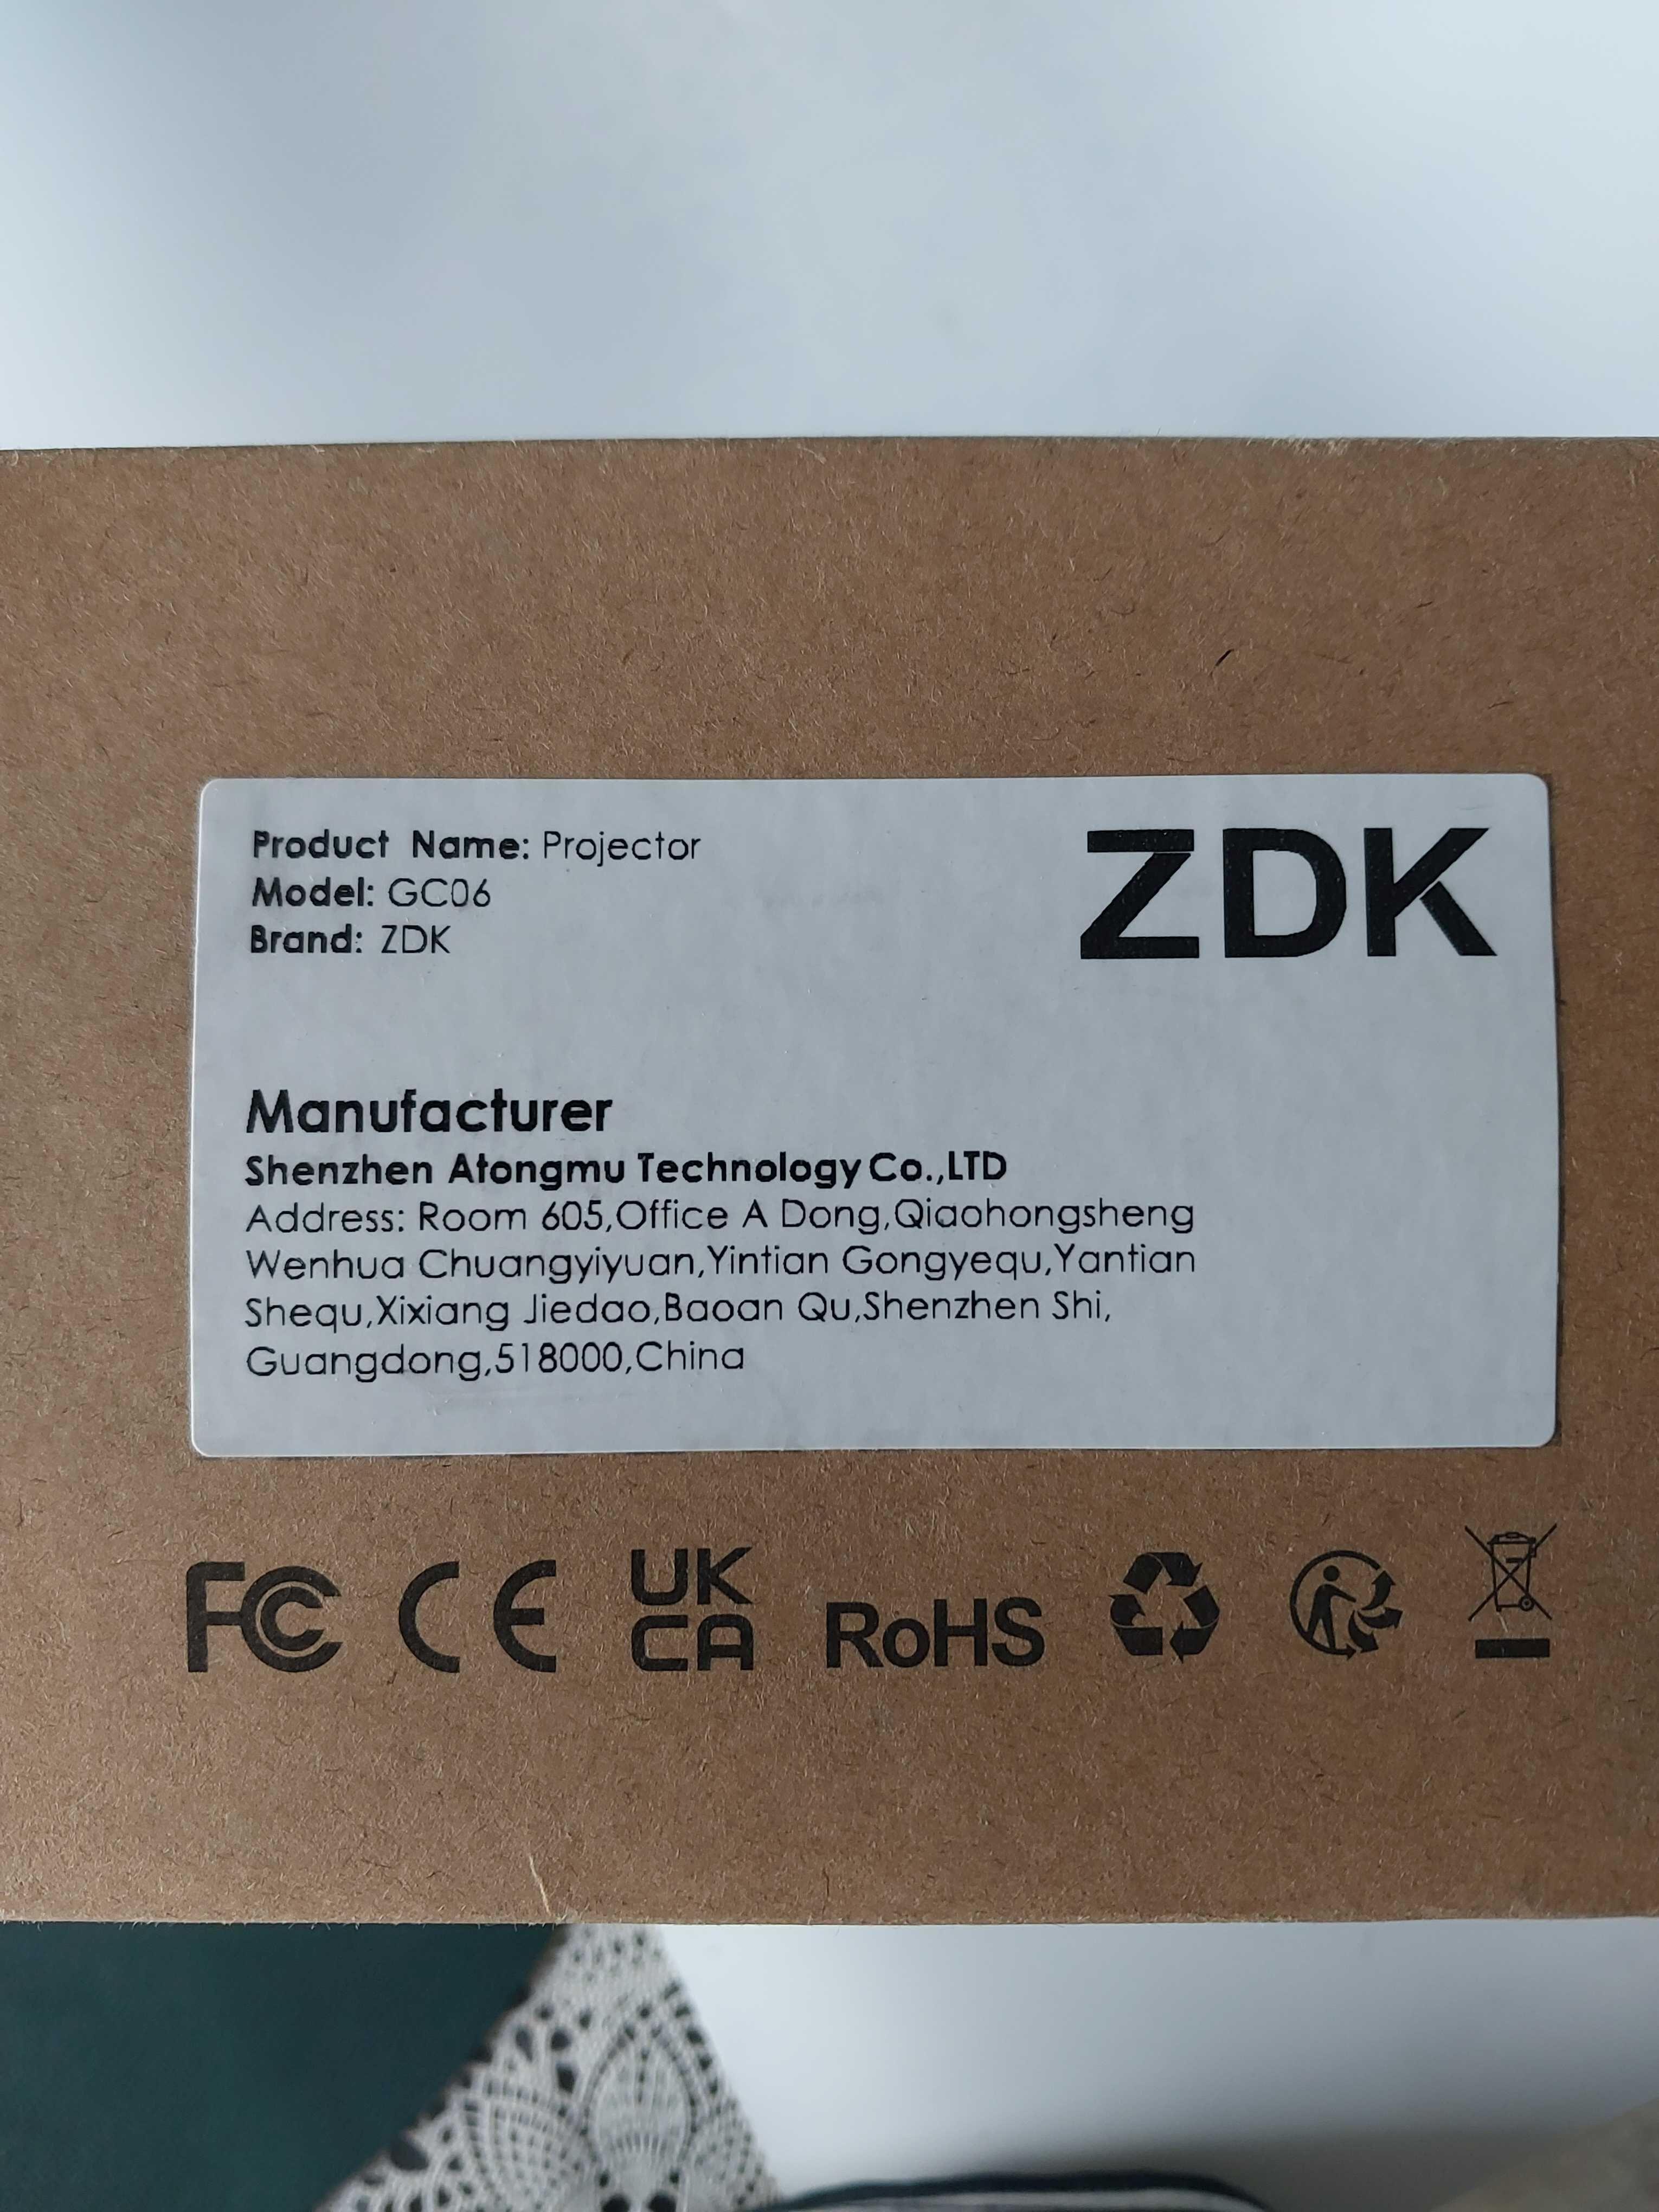 Product Name: Projector
Model: GC06
Brand: ZDK
ZDK
Manufacturer
Shenzhen Atongmu Technology Co.,LTD
Address: Room 605,Office A Dong,Qiaohongsheng
Wenhua Chuangyiyuan,Yintian Gongyequ,Yantian
Shequ,Xixiang Jiedao,Baoan Qu,Shenzhen Shi,
Guangdong,518000,China
FC CE UK CA RoHS